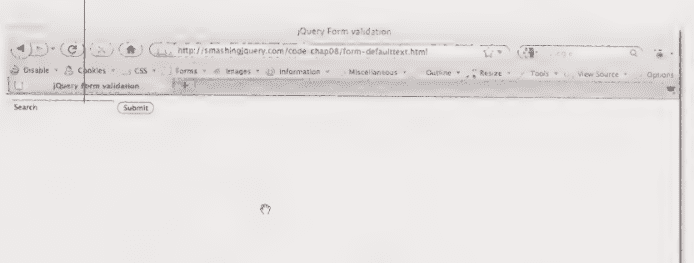 jQuery Form validation
http://smashingjquery.com/code-chap08/form-defaulttext.html
Disable Cookies CSS Forms Images Information Miscellaneous Outline Resize Tools View Source Options
jQuery Form validation
Search Submit